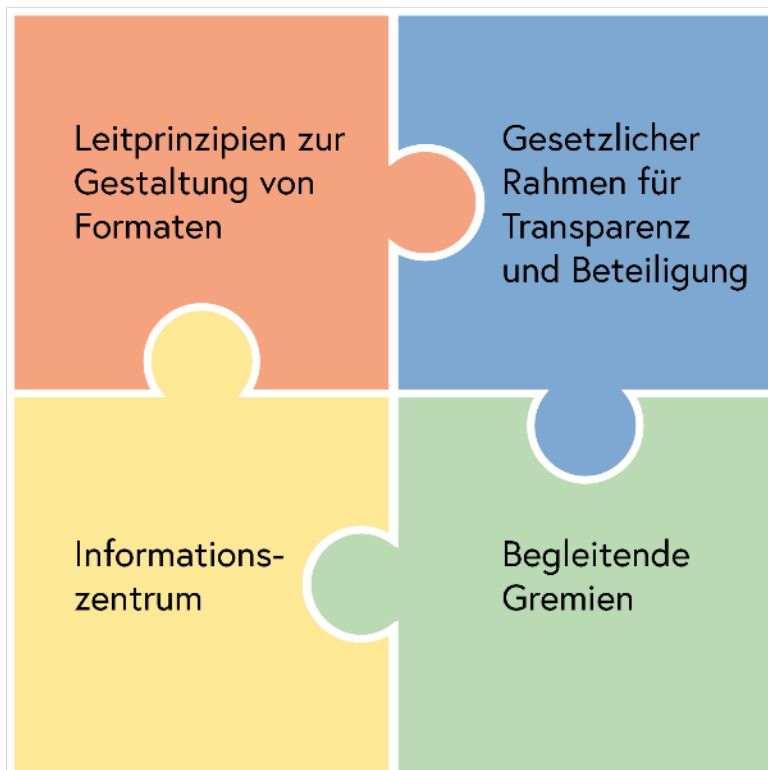 Leitprinzipien zur
Gestaltung von
Formaten
Gesetzlicher
Rahmen für
Transparenz
und Beteiligung
Informations-
zentrum
Begleitende
Gremien